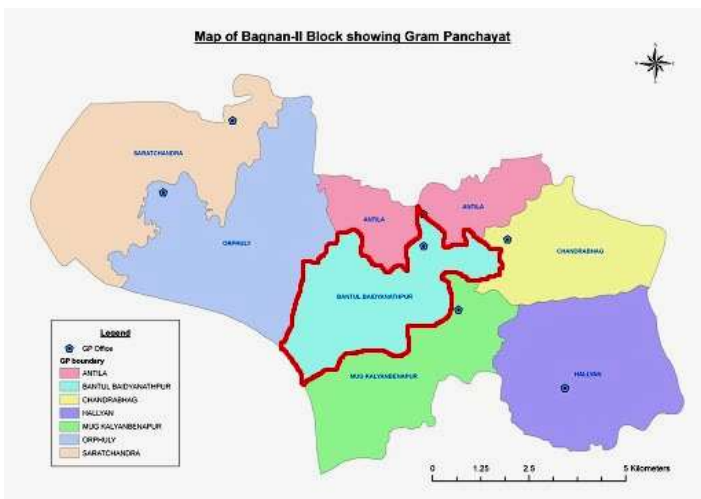 Map of Bagnan-II Block showing Gram Panchayat
N
SARATCHANDRA
ORPHULY
ANTILA
ANTILA
CHANDRABHAG
BANTUL BAIDYANATHPUR
MUG KALYANBENAPUR
HALLYAN
Legend
GP Office
GP boundary
ANTILA
BANTUL BAIDYANATHPUR
CHANDRABHAG
HALLYAN
MUG KALYANBENAPUR
ORPHULY
SARATCHANDRA
0 1.25 2.5 5 Kilometers